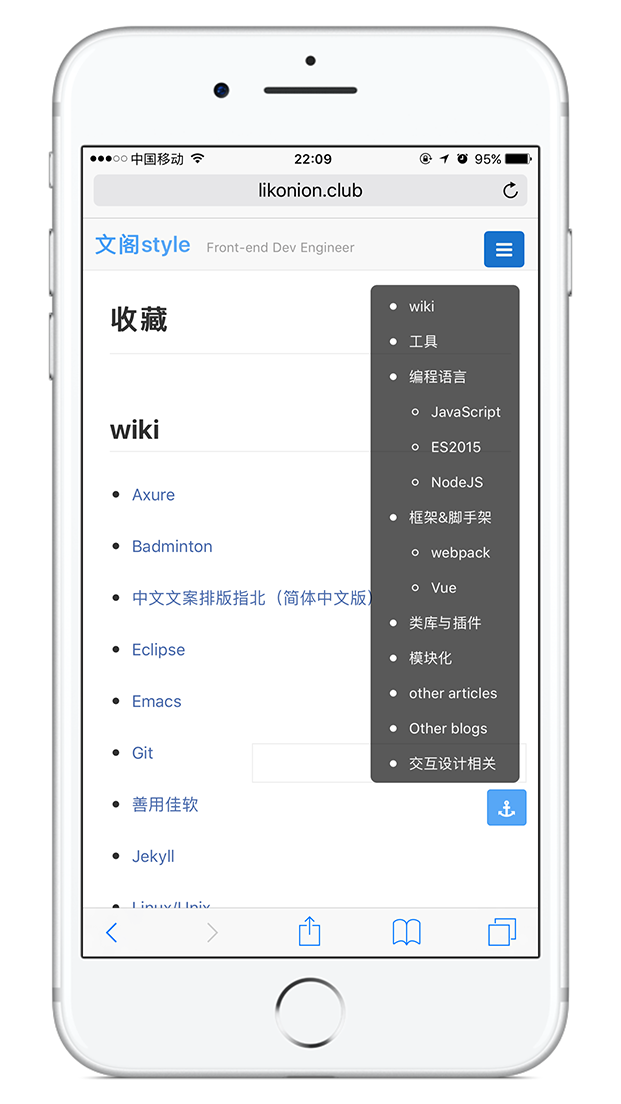 中国移动 22:09 95%
likonion.club
文阁style Front-end Dev Engineer
收藏
wiki
Axure
Badminton
中文文案排版指北（简体中文版）
Eclipse
Emacs
Git
善用佳软
Jekyll
Linux/Unix
wiki
工具
编程语言
JavaScript
ES2015
NodeJS
框架&脚手架
webpack
Vue
类库与插件
模块化
other articles
Other blogs
交互设计相关